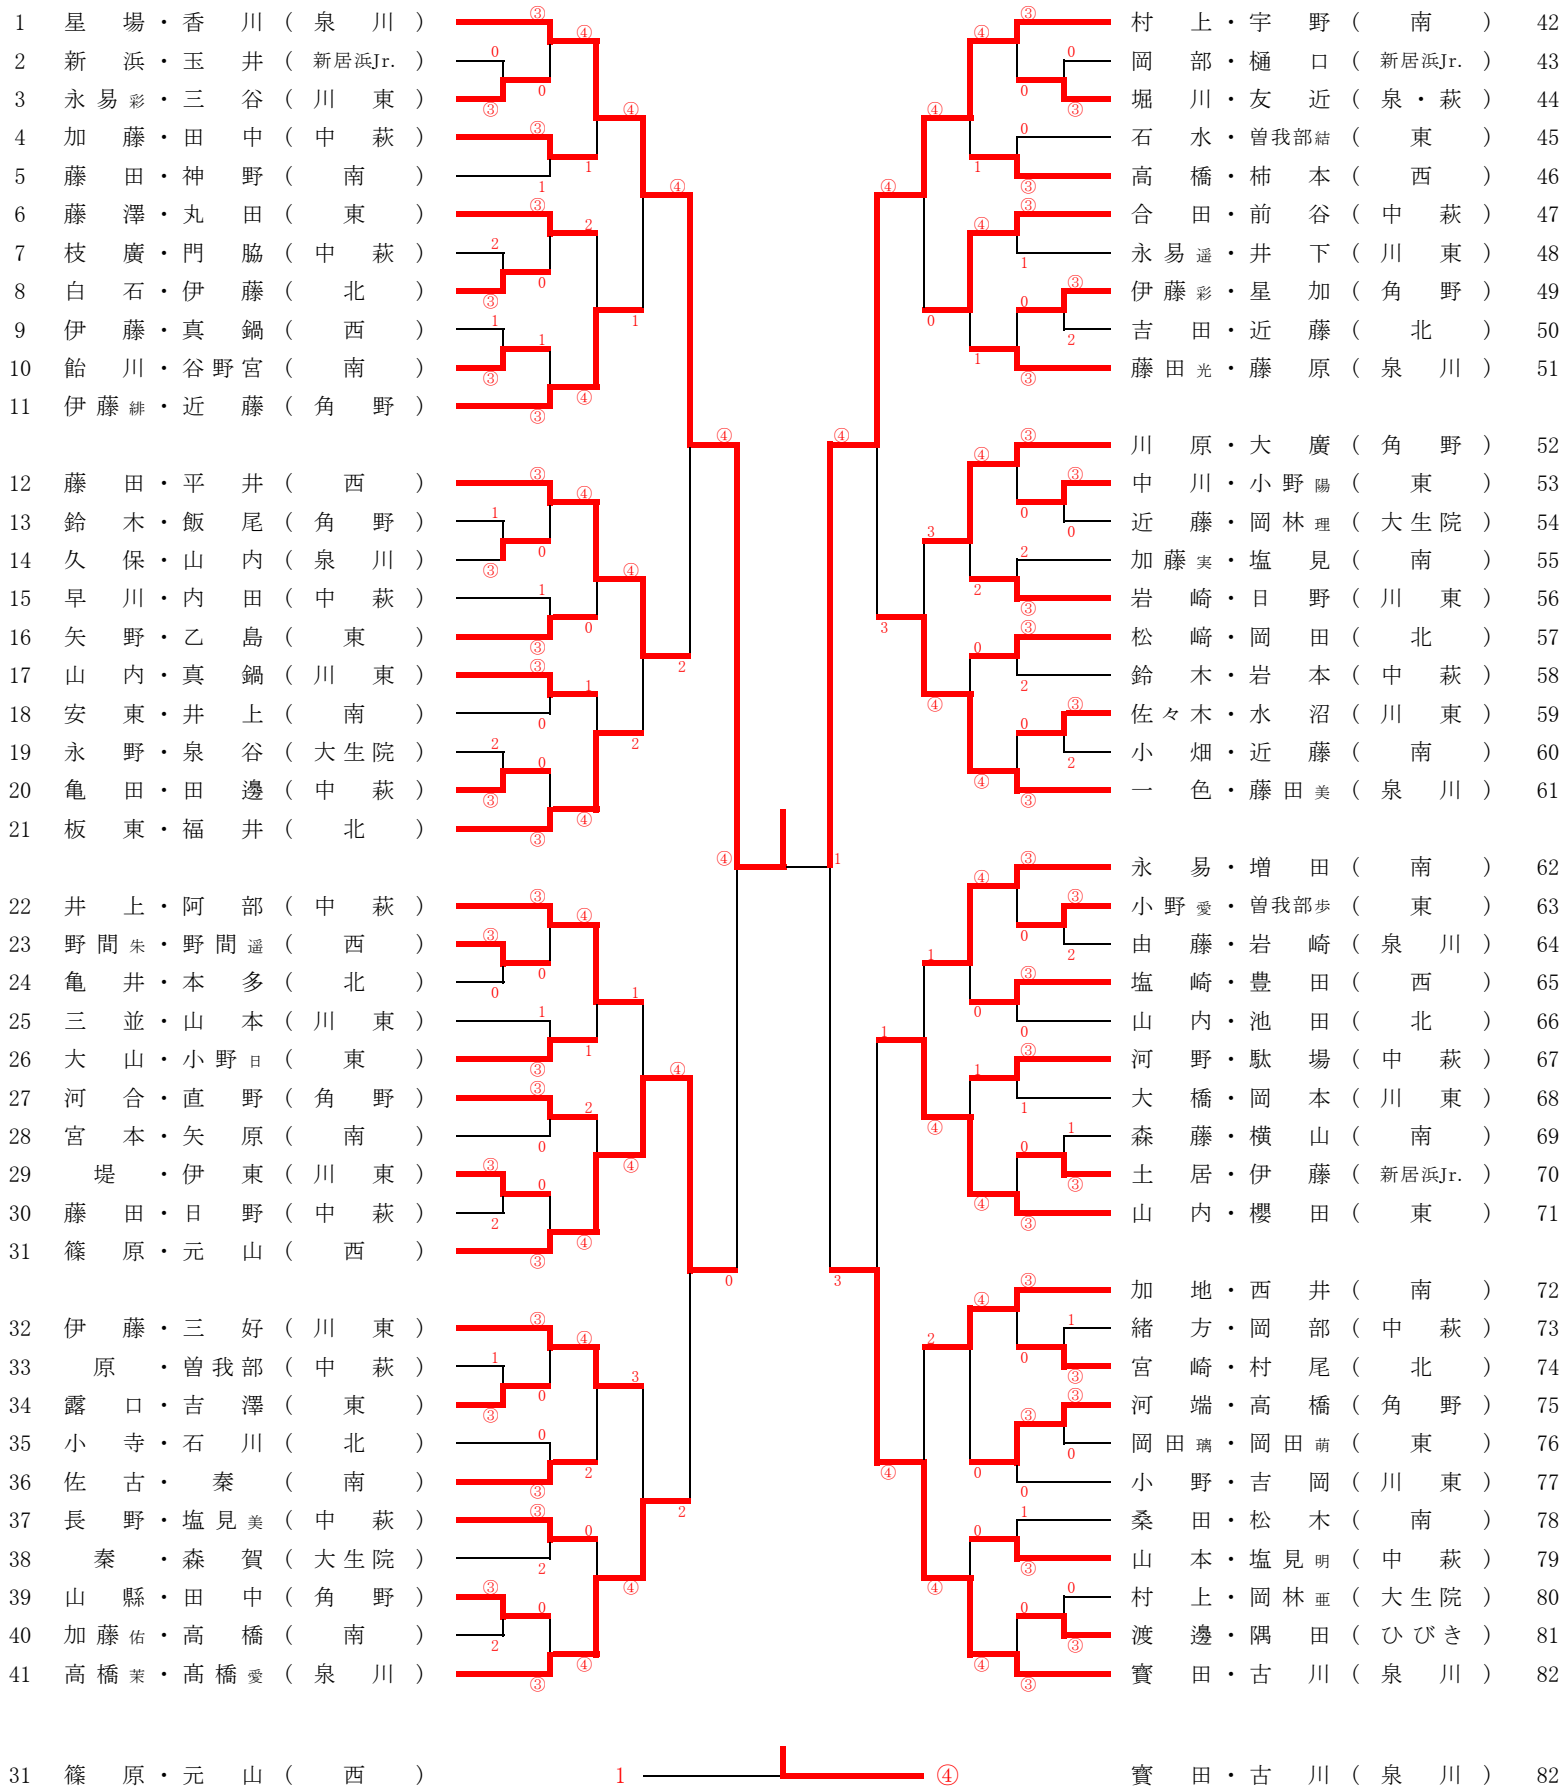 1 星場・香川 ( 泉川 )
2 新浜・玉井 ( 新居浜Jr. )
3 永易彩・三谷 ( 川東 )
4 加藤・田中 ( 中萩 )
5 藤田・神野 ( 南 )
6 藤澤・丸田 ( 東 )
7 枝廣・門脇 ( 中萩 )
8 白石・伊藤 ( 北 )
9 伊藤・真鍋 ( 西 )
10 飴川・谷野宮 ( 南 )
11 伊藤緋・近藤 ( 角野 )
12 藤田・平井 ( 西 )
13 鈴木・飯尾 ( 角野 )
14 久保・山内 ( 泉川 )
15 早川・内田 ( 中萩 )
16 矢野・乙島 ( 東 )
17 山内・真鍋 ( 川東 )
18 安東・井上 ( 南 )
19 永野・泉谷 ( 大生院 )
20 亀田・田邊 ( 中萩 )
21 板東・福井 ( 北 )
22 井上・阿部 ( 中萩 )
23 野間朱・野間遥 ( 西 )
24 亀井・本多 ( 北 )
25 三並・山本 ( 川東 )
26 大山・小野日 ( 東 )
27 河合・直野 ( 角野 )
28 宮本・矢原 ( 南 )
29 堤・伊東 ( 川東 )
30 藤田・日野 ( 中萩 )
31 篠原・元山 ( 西 )
32 伊藤・三好 ( 川東 )
33 原・曽我部 ( 中萩 )
34 露口・吉澤 ( 東 )
35 小寺・石川 ( 北 )
36 佐古・秦 ( 南 )
37 長野・塩見美 ( 中萩 )
38 秦・森賀 ( 大生院 )
39 山縣・田中 ( 角野 )
40 加藤佑・高橋 ( 南 )
41 高橋茉・髙橋愛 ( 泉川 )
村上・宇野 ( 南 ) 42
岡部・樋口 ( 新居浜Jr. ) 43
堀川・友近 ( 泉・萩 ) 44
石水・曽我部結 ( 東 ) 45
高橋・柿本 ( 西 ) 46
合田・前谷 ( 中萩 ) 47
永易遥・井下 ( 川東 ) 48
伊藤彩・星加 ( 角野 ) 49
吉田・近藤 ( 北 ) 50
藤田光・藤原 ( 泉川 ) 51
川原・大廣 ( 角野 ) 52
中川・小野陽 ( 東 ) 53
近藤・岡林理 ( 大生院 ) 54
加藤実・塩見 ( 南 ) 55
岩崎・日野 ( 川東 ) 56
松﨑・岡田 ( 北 ) 57
鈴木・岩本 ( 中萩 ) 58
佐々木・水沼 ( 川東 ) 59
小畑・近藤 ( 南 ) 60
一色・藤田美 ( 泉川 ) 61
永易・増田 ( 南 ) 62
小野愛・曽我部歩 ( 東 ) 63
由藤・岩崎 ( 泉川 ) 64
塩崎・豊田 ( 西 ) 65
山内・池田 ( 北 ) 66
河野・駄場 ( 中萩 ) 67
大橋・岡本 ( 川東 ) 68
森藤・横山 ( 南 ) 69
土居・伊藤 ( 新居浜Jr. ) 70
山内・櫻田 ( 東 ) 71
加地・西井 ( 南 ) 72
緒方・岡部 ( 中萩 ) 73
宮崎・村尾 ( 北 ) 74
河端・高橋 ( 角野 ) 75
岡田璃・岡田萌 ( 東 ) 76
小野・吉岡 ( 川東 ) 77
桑田・松木 ( 南 ) 78
山本・塩見明 ( 中萩 ) 79
村上・岡林亜 ( 大生院 ) 80
渡邊・隅田 ( ひびき ) 81
寳田・古川 ( 泉川 ) 82
31 篠原・元山 ( 西 ) 1 ④ 寳田・古川 ( 泉川 ) 82